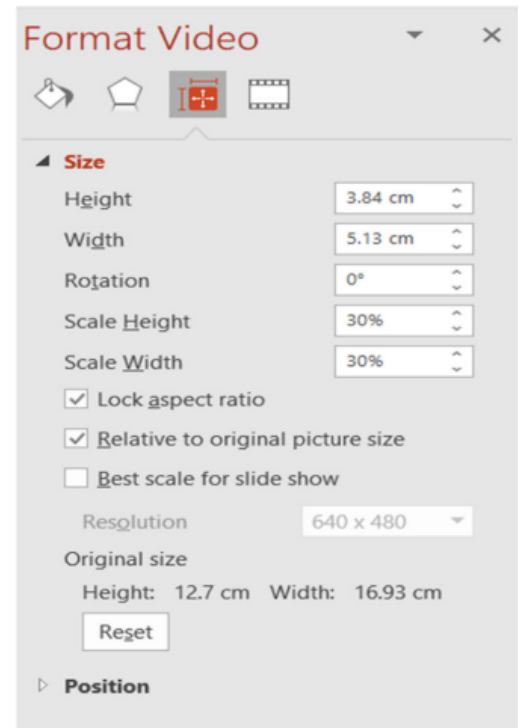 Format Video
Size
Height 3.84 cm
Width 5.13 cm
Rotation 0°
Scale Height 30%
Scale Width 30%
Lock aspect ratio
Relative to original picture size
Best scale for slide show
Resolution 640 x 480
Original size
Height: 12.7 cm Width: 16.93 cm
Reset
Position